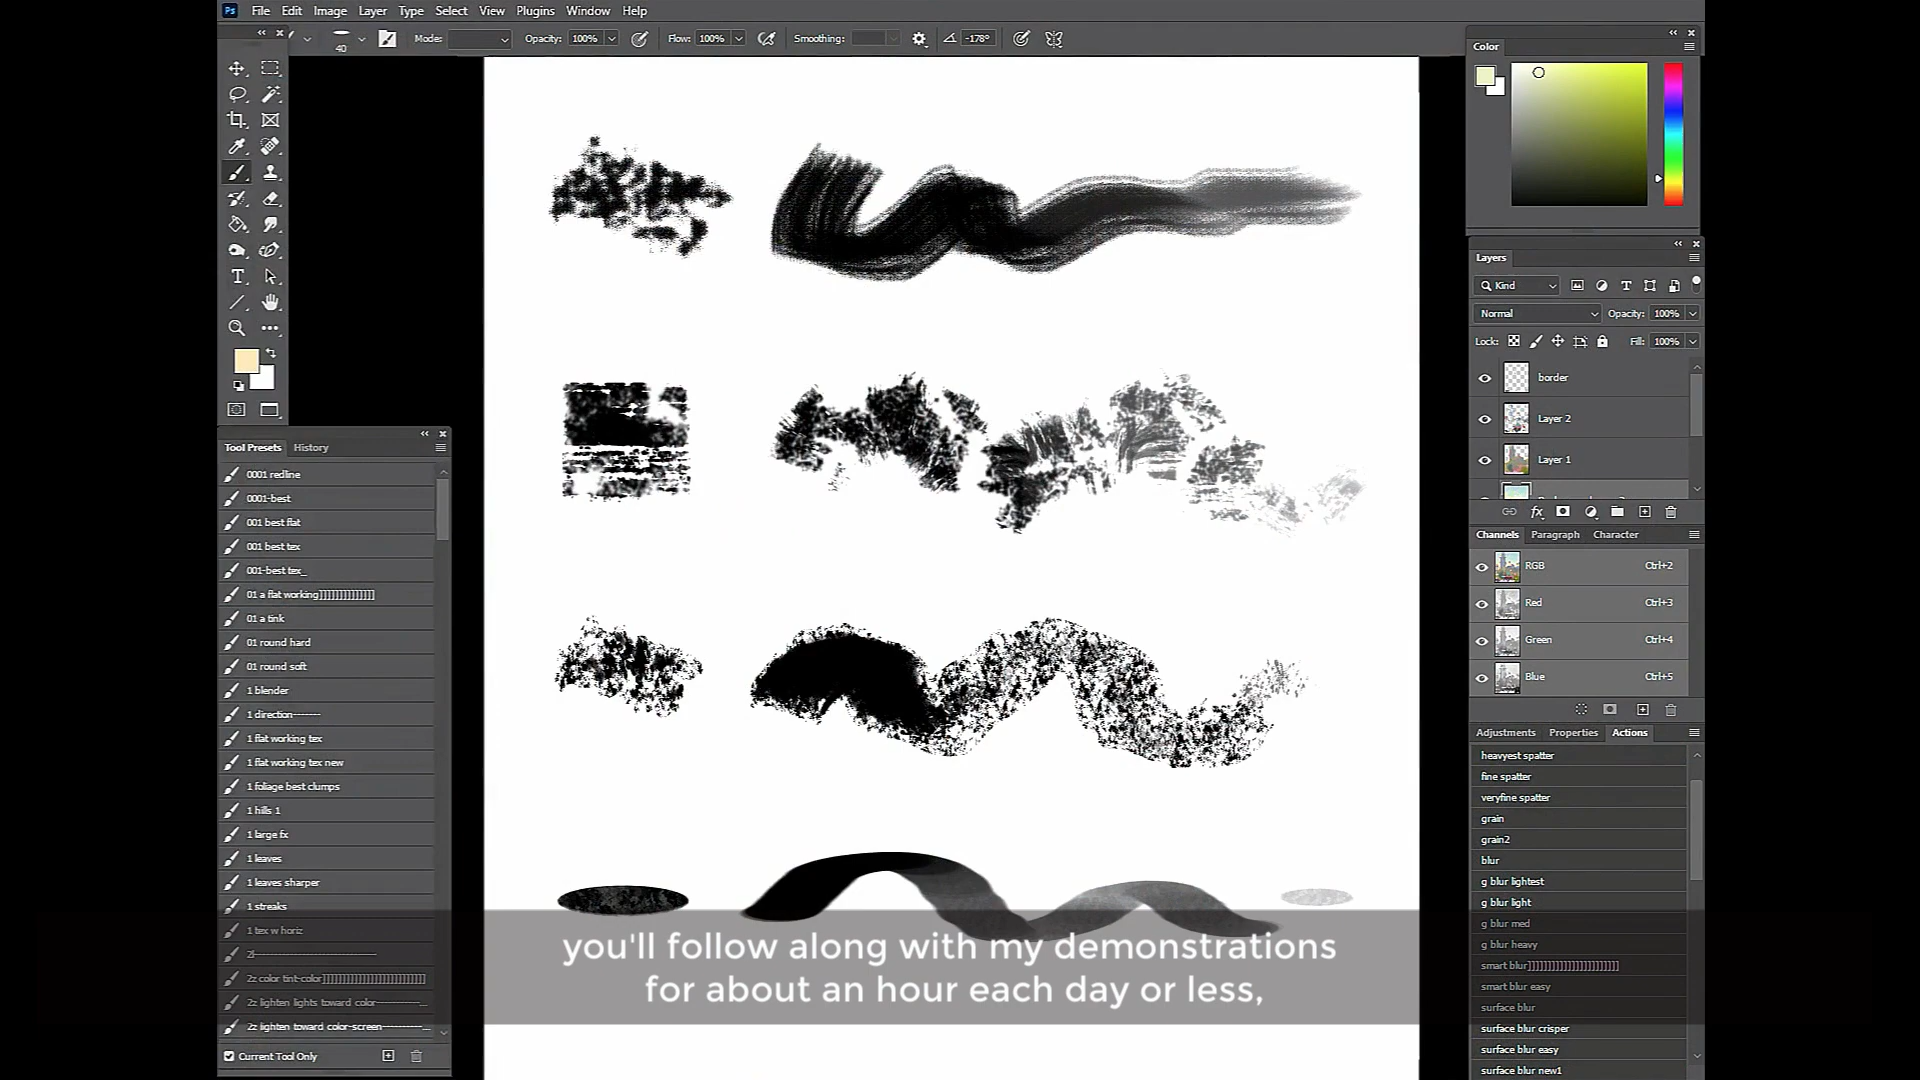 Ps File Edit Image Layer Type Select View Plugins Window Help
40 Mode: Opacity: 100% Flow: 100% Smoothing: -178°
Color
Tool Presets History
0001 redline
0001-best
001 best flat
001 best tex
001-best tex_
01 a flat working]]]]]]]]]]]]]]]
01 a tink
01 round hard
01 round soft
1 blender
1 direction-------
1 flat working tex
1 flat working tex new
1 foliage best clumps
1 hills 1
1 large fx
1 leaves
1 leaves sharper
1 streaks
1 tex w horiz
2z lighten lights toward color------------...
2z lighten toward color-screen-----------...
Current Tool Only
you'll follow along with my demonstrations
for about an hour each day or less,
Layers
Kind
Normal Opacity: 100%
Lock: Fill: 100%
border
Layer 2
Layer 1
fx
Channels Paragraph Character
RGB Ctrl+2
Red Ctrl+3
Green Ctrl+4
Blue Ctrl+5
Adjustments Properties Actions
heavyest spatter
fine spatter
veryfine spatter
grain
grain2
blur
g blur lightest
g blur light
g blur med
g blur heavy
smart blur]]]]]]]]]]]]]]]]]]]]]]]
smart blur easy
surface blur
surface blur crisper
surface blur easy
surface blur new1